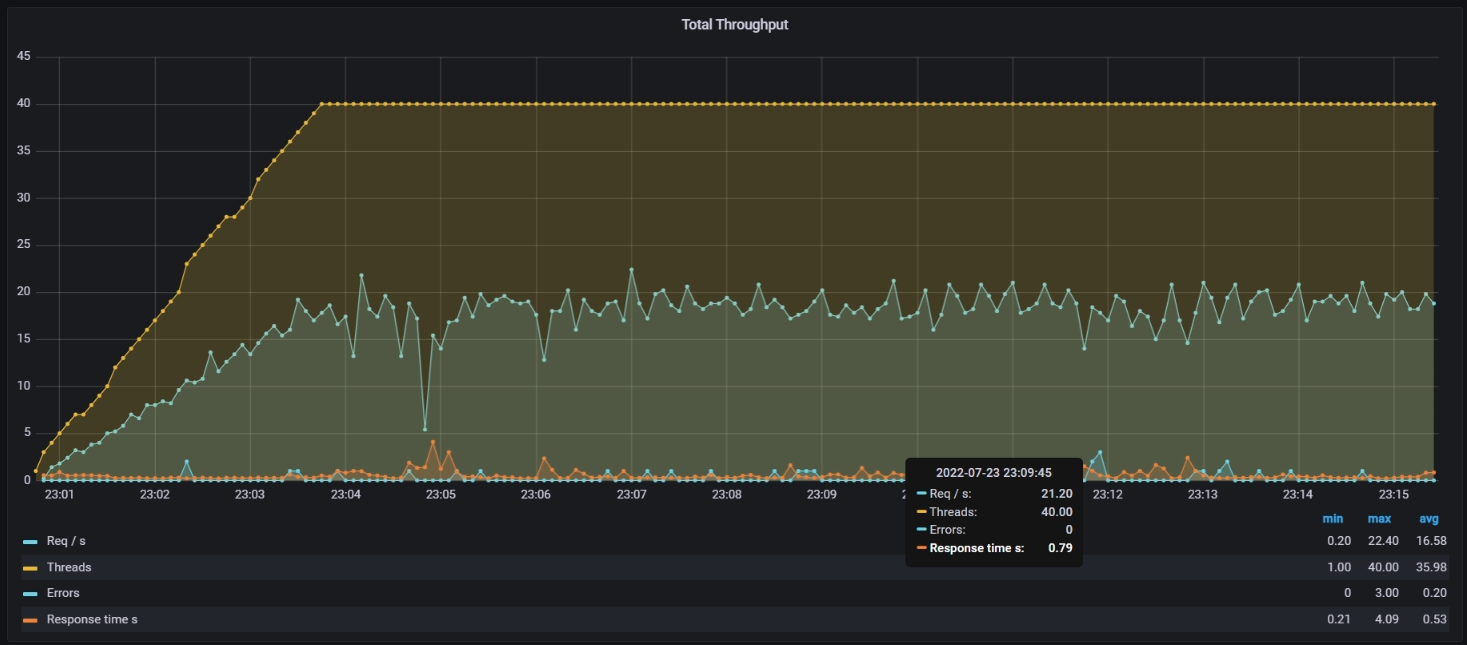 Total Throughput
45
40
35
30
25
20
15
10
5
0
23:01 23:02 23:03 23:04 23:05 23:06 23:07 23:08 23:09 2 23:12 23:13 23:14 23:15
2022-07-23 23:09:45
Req / s: 21.20
Threads: 40.00
Errors: 0
Response time s: 0.79
min max avg
Req / s 0.20 22.40 16.58
Threads 1.00 40.00 35.98
Errors 0 3.00 0.20
Response time s 0.21 4.09 0.53